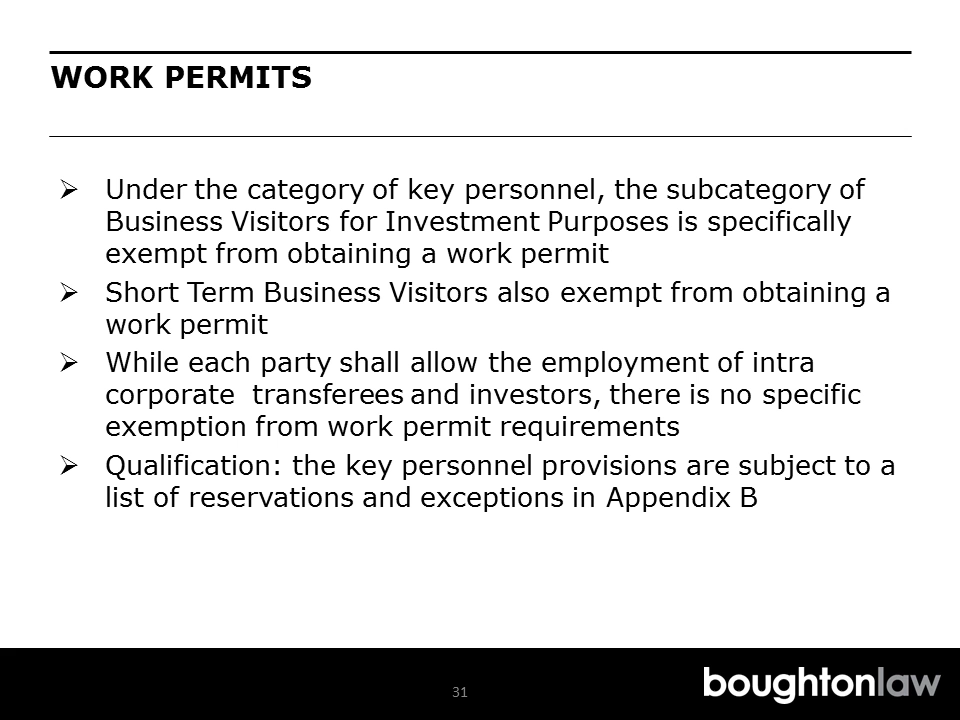 WORK PERMITS
➢ Under the category of key personnel, the subcategory of
Business Visitors for Investment Purposes is specifically
exempt from obtaining a work permit
➢ Short Term Business Visitors also exempt from obtaining a
work permit
➢ While each party shall allow the employment of intra
corporate  transferees and investors, there is no specific
exemption from work permit requirements
➢ Qualification: the key personnel provisions are subject to a
list of reservations and exceptions in Appendix B
31
boughtonlaw